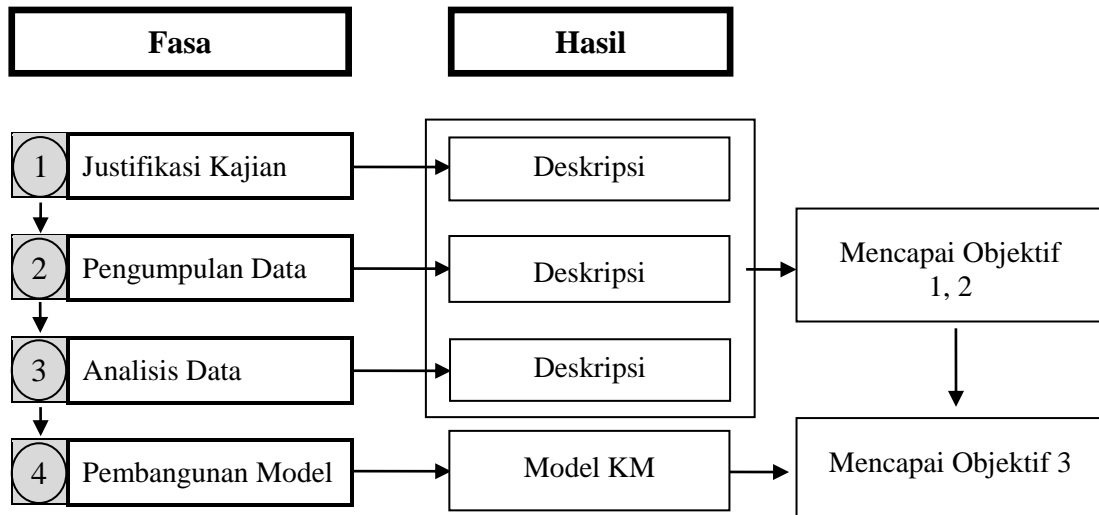 Fasa
Hasil
1
Justifikasi Kajian
Deskripsi
2
Pengumpulan Data
Deskripsi
Mencapai Objektif
1, 2
3
Analisis Data
Deskripsi
4
Pembangunan Model
Model KM
Mencapai Objektif 3